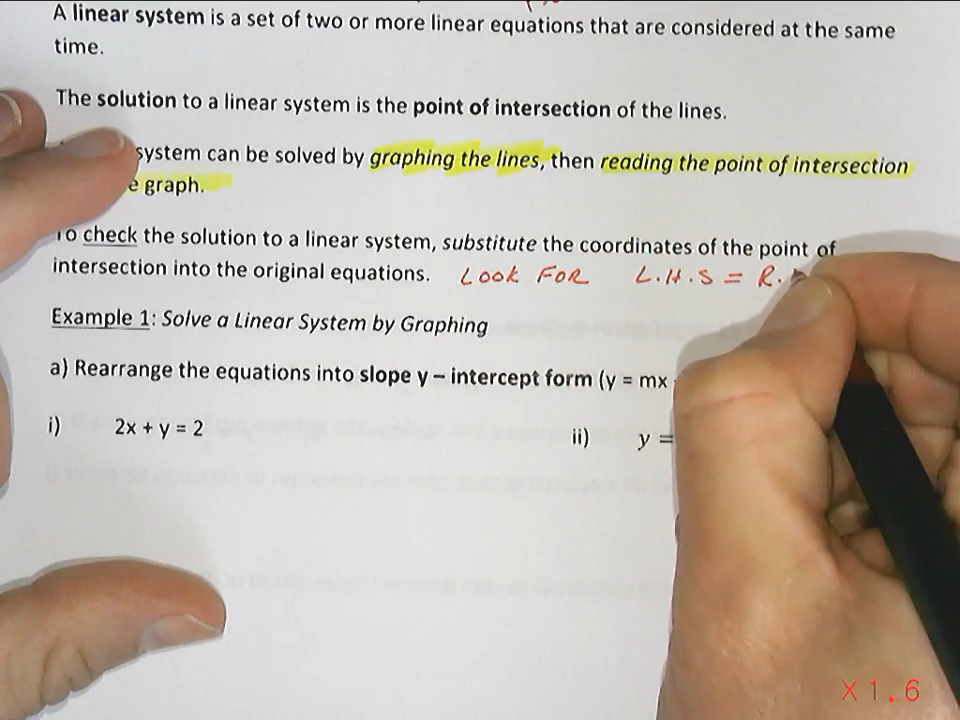 A linear system is a set of two or more linear equations that are considered at the same
time.
The solution to a linear system is the point of intersection of the lines.
system can be solved by graphing the lines, then reading the point of intersection
graph.
To check the solution to a linear system, substitute the coordinates of the point of
intersection into the original equations. LOOK FOR L.H.S = R.
Example 1: Solve a Linear System by Graphing
a) Rearrange the equations into slope y – intercept form (y = mx
i) 2x + y = 2 ii) y =
X1.6